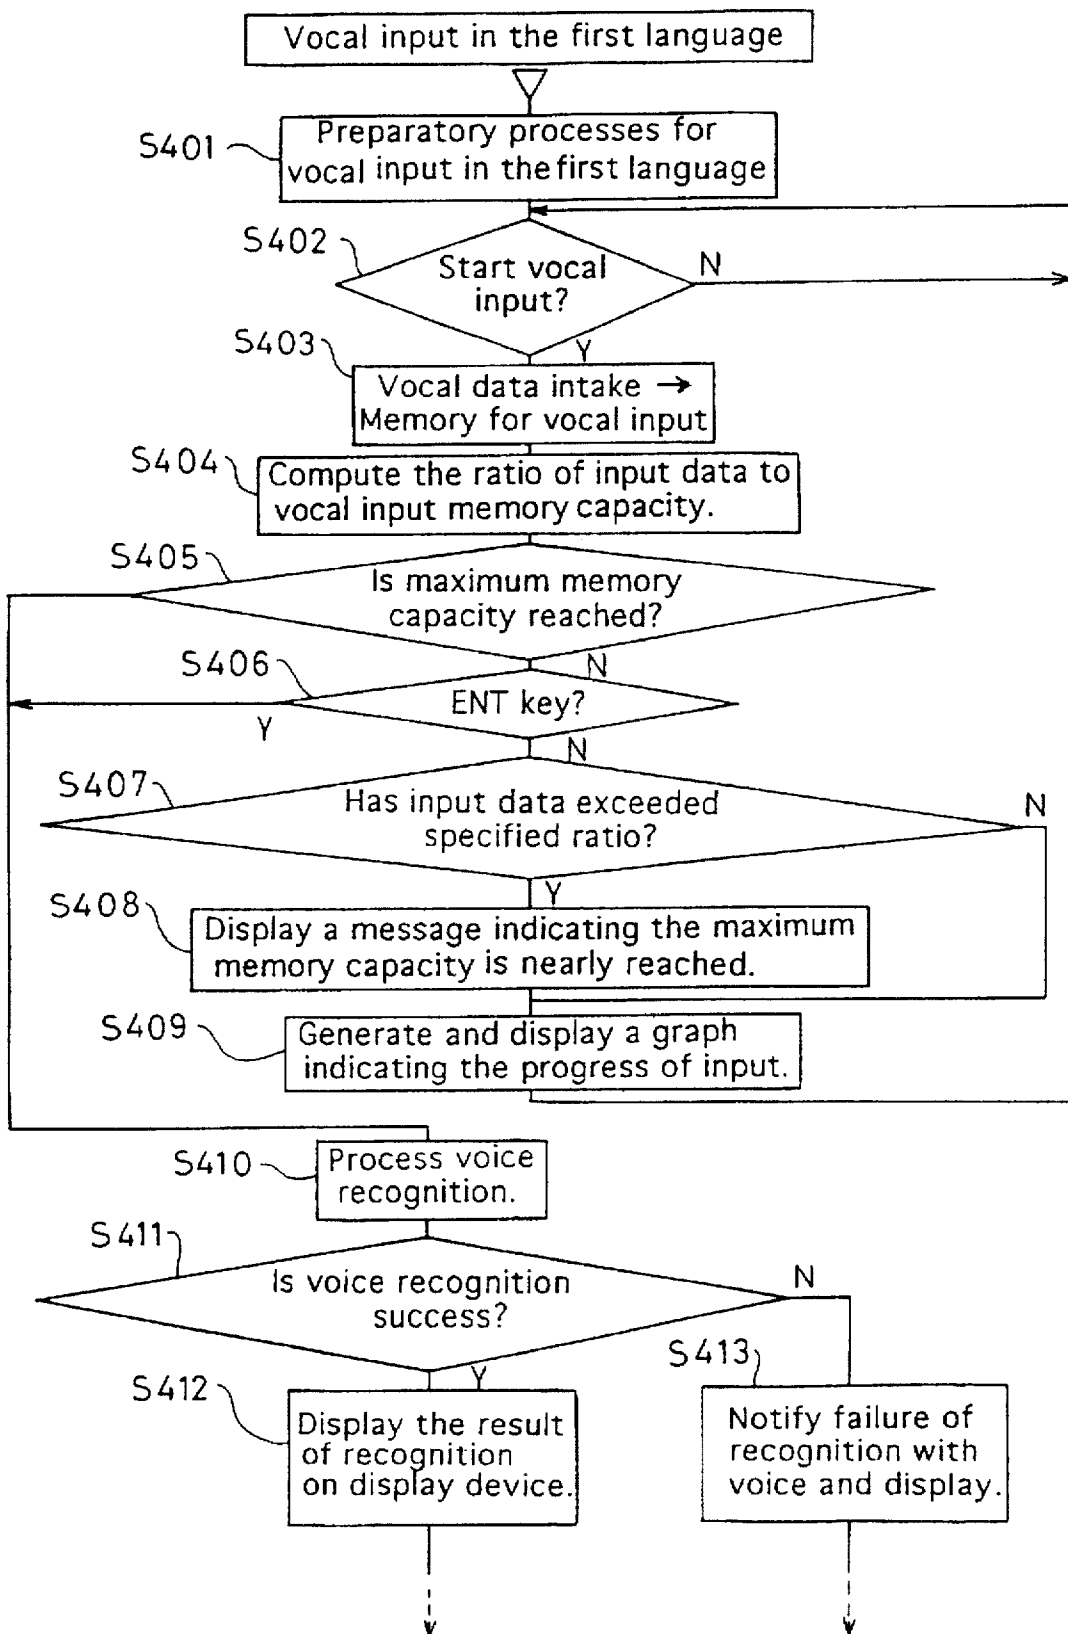 Vocal input in the first language
S401
Preparatory processes for
vocal input in the first language
S402
Start vocal
input?
N
S403
Y
Vocal data intake →
Memory for vocal input
S404
Compute the ratio of input data to
vocal input memory capacity.
S405
Is maximum memory
capacity reached?
S406
N
ENT key?
Y
N
S407
Has input data exceeded
specified ratio?
N
Y
S408
Display a message indicating the maximum
memory capacity is nearly reached.
S409
Generate and display a graph
indicating the progress of input.
S410
Process voice
recognition.
S411
Is voice recognition
success?
N
S412
Y
S413
Display the result
of recognition
on display device.
Notify failure of
recognition with
voice and display.